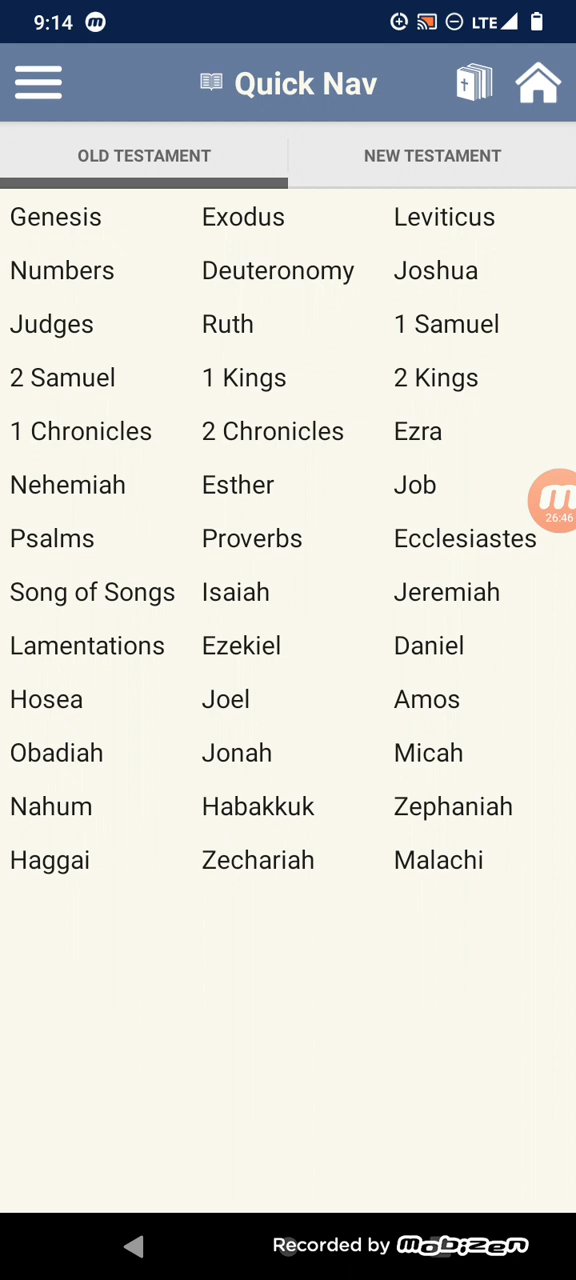 9:14 m LTE
Quick Nav
OLD TESTAMENT NEW TESTAMENT
Genesis Exodus Leviticus
Numbers Deuteronomy Joshua
Judges Ruth 1 Samuel
2 Samuel 1 Kings 2 Kings
1 Chronicles 2 Chronicles Ezra
Nehemiah Esther Job
m
26:46
Psalms Proverbs Ecclesiastes
Song of Songs Isaiah Jeremiah
Lamentations Ezekiel Daniel
Hosea Joel Amos
Obadiah Jonah Micah
Nahum Habakkuk Zephaniah
Haggai Zechariah Malachi
Recorded by mobizen